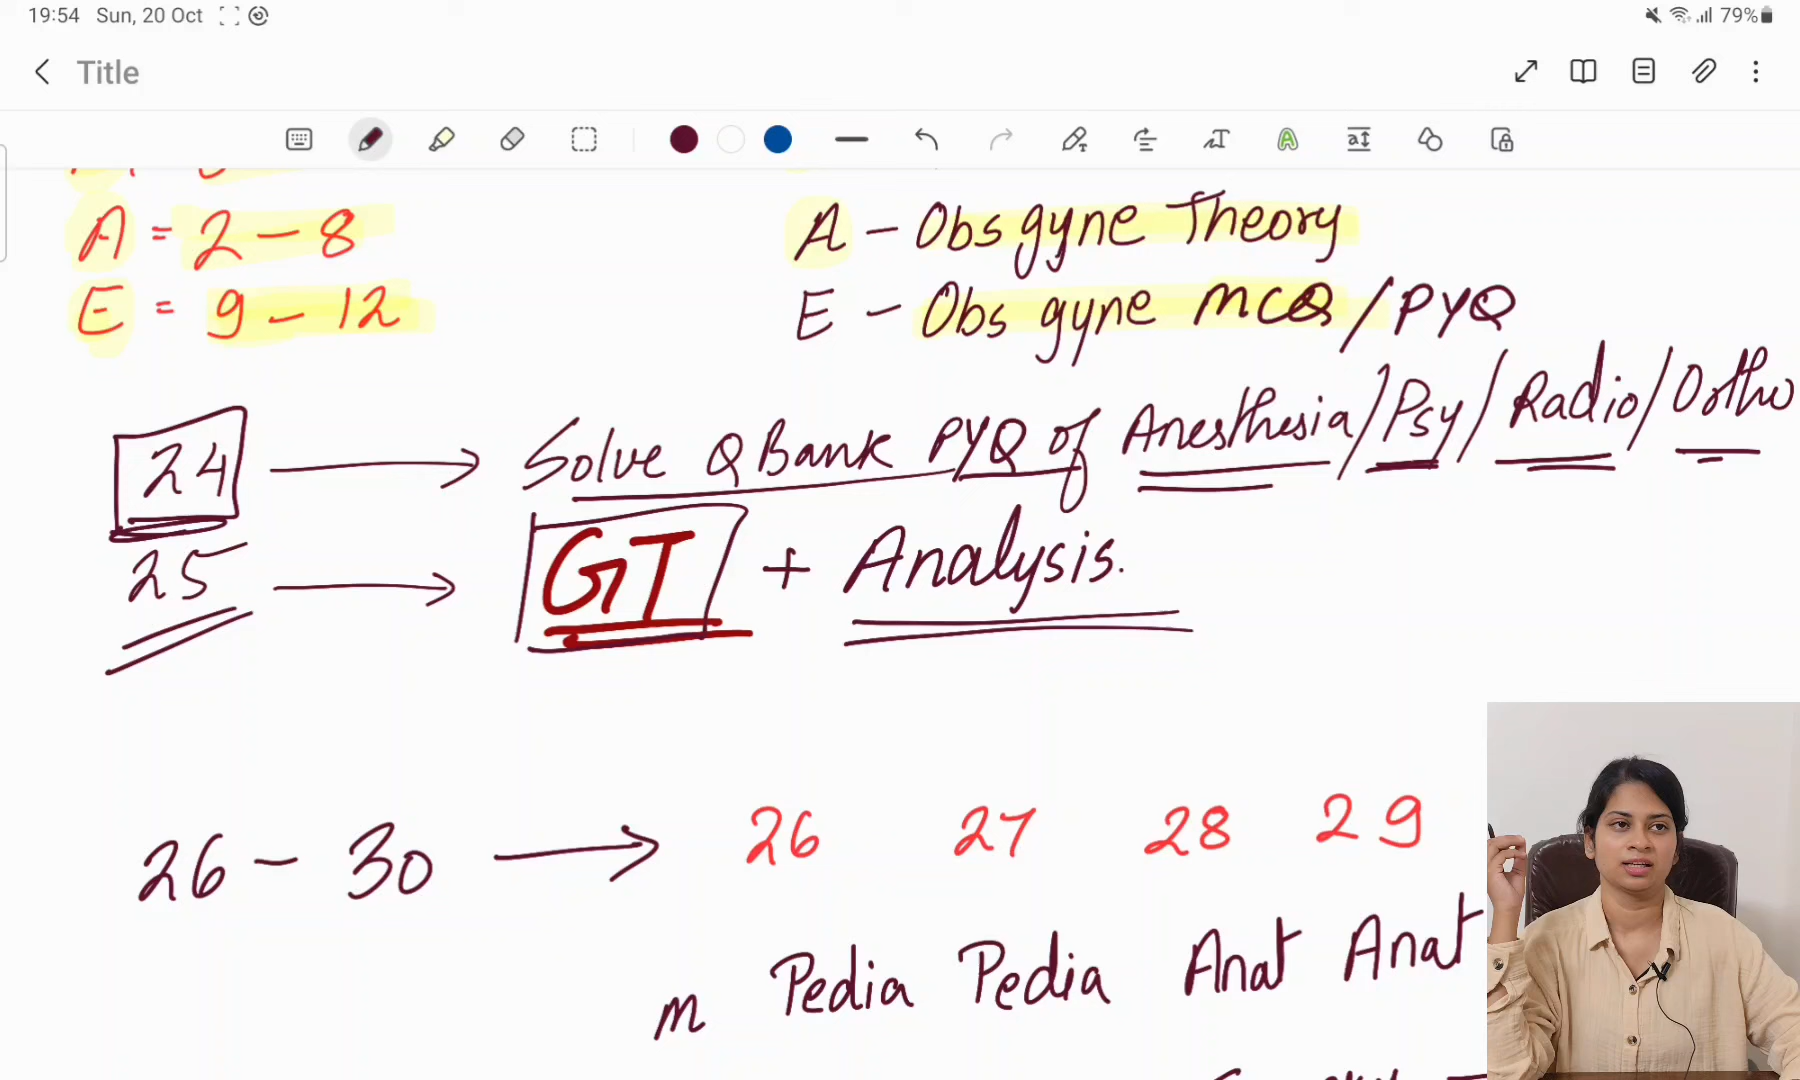 19:54 Sun, 20 Oct 79%
Title
A = 2 - 8
A - Obs gyne Theory
E = 9 - 12
E - Obs gyne MCQ / PYQ
24 → Solve Q Bank PYQ of Anesthesia / Psy / Radio / Ortho
25 → GT + Analysis.
26 - 30 → 26 27 28 29
m Pedia Pedia Anat Anat